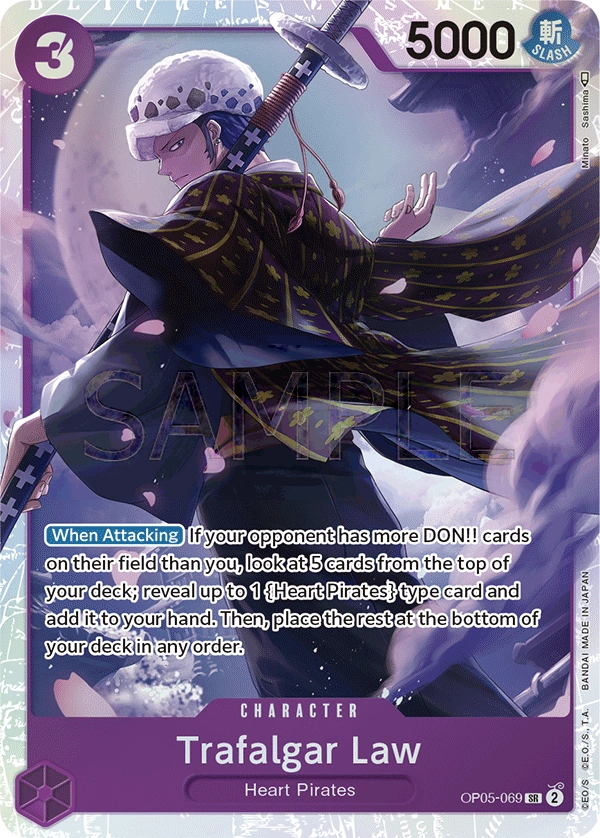 3
5000
斬
SLASH
Minato Sashima
SAMPLE
When Attacking If your opponent has more DON!! cards
on their field than you, look at 5 cards from the top of
your deck; reveal up to 1 {Heart Pirates} type card and
add it to your hand. Then, place the rest at the bottom of
your deck in any order.
CHARACTER
Trafalgar Law
Heart Pirates
OP05-069 SR 2
©EO/S ©E.O./S., T.A. BANDAI MADE IN JAPAN